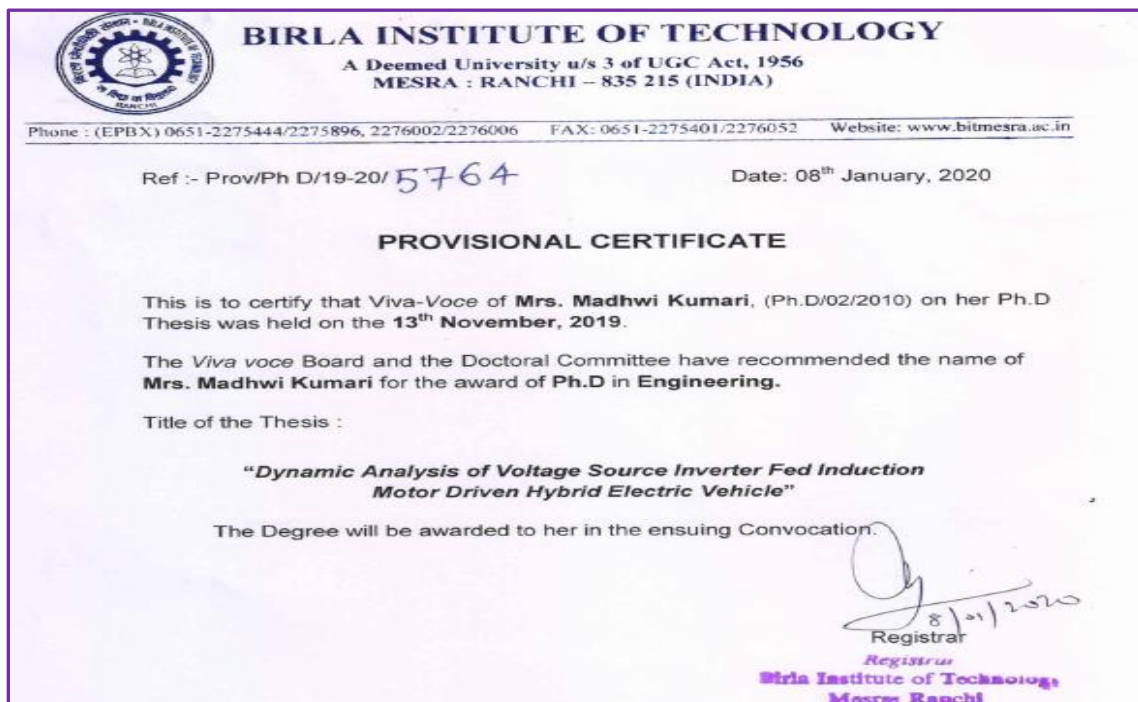 BIRLA INSTITUTE OF TECHNOLOGY
A Deemed University u/s 3 of UGC Act, 1956
MESRA : RANCHI – 835 215 (INDIA)
RANCHI
Phone : (EPBX) 0651-2275444/2275896, 2276002/2276006 FAX: 0651-2275401/2276052 Website: www.bitmesra.ac.in
Ref :- Prov/Ph D/19-20/ 5764 Date: 08th January, 2020
PROVISIONAL CERTIFICATE
This is to certify that Viva-Voce of Mrs. Madhwi Kumari, (Ph.D/02/2010) on her Ph.D
Thesis was held on the 13th November, 2019.
The Viva voce Board and the Doctoral Committee have recommended the name of
Mrs. Madhwi Kumari for the award of Ph.D in Engineering.
Title of the Thesis :
“Dynamic Analysis of Voltage Source Inverter Fed Induction
Motor Driven Hybrid Electric Vehicle”
The Degree will be awarded to her in the ensuing Convocation.
8/01/2020
Registrar
Registrar
Birla Institute of Technology
Mesra Ranchi